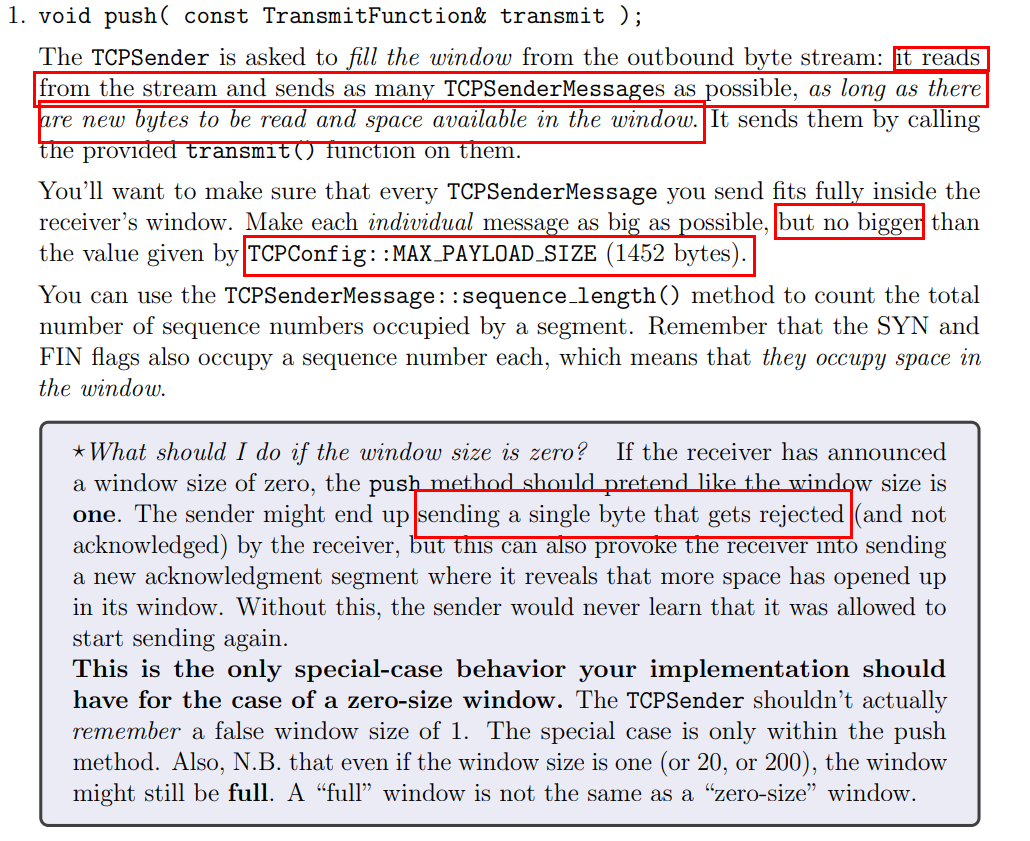 1. void push( const TransmitFunction& transmit );
The TCPSender is asked to fill the window from the outbound byte stream: it reads
from the stream and sends as many TCPSenderMessages as possible, as long as there
are new bytes to be read and space available in the window. It sends them by calling
the provided transmit() function on them.
You'll want to make sure that every TCPSenderMessage you send fits fully inside the
receiver's window. Make each individual message as big as possible, but no bigger than
the value given by TCPConfig::MAX_PAYLOAD_SIZE (1452 bytes).
You can use the TCPSenderMessage::sequence_length() method to count the total
number of sequence numbers occupied by a segment. Remember that the SYN and
FIN flags also occupy a sequence number each, which means that they occupy space in
the window.
⋆What should I do if the window size is zero? If the receiver has announced
a window size of zero, the push method should pretend like the window size is
one. The sender might end up sending a single byte that gets rejected (and not
acknowledged) by the receiver, but this can also provoke the receiver into sending
a new acknowledgment segment where it reveals that more space has opened up
in its window. Without this, the sender would never learn that it was allowed to
start sending again.
This is the only special-case behavior your implementation should
have for the case of a zero-size window. The TCPSender shouldn't actually
remember a false window size of 1. The special case is only within the push
method. Also, N.B. that even if the window size is one (or 20, or 200), the window
might still be full. A “full” window is not the same as a “zero-size” window.